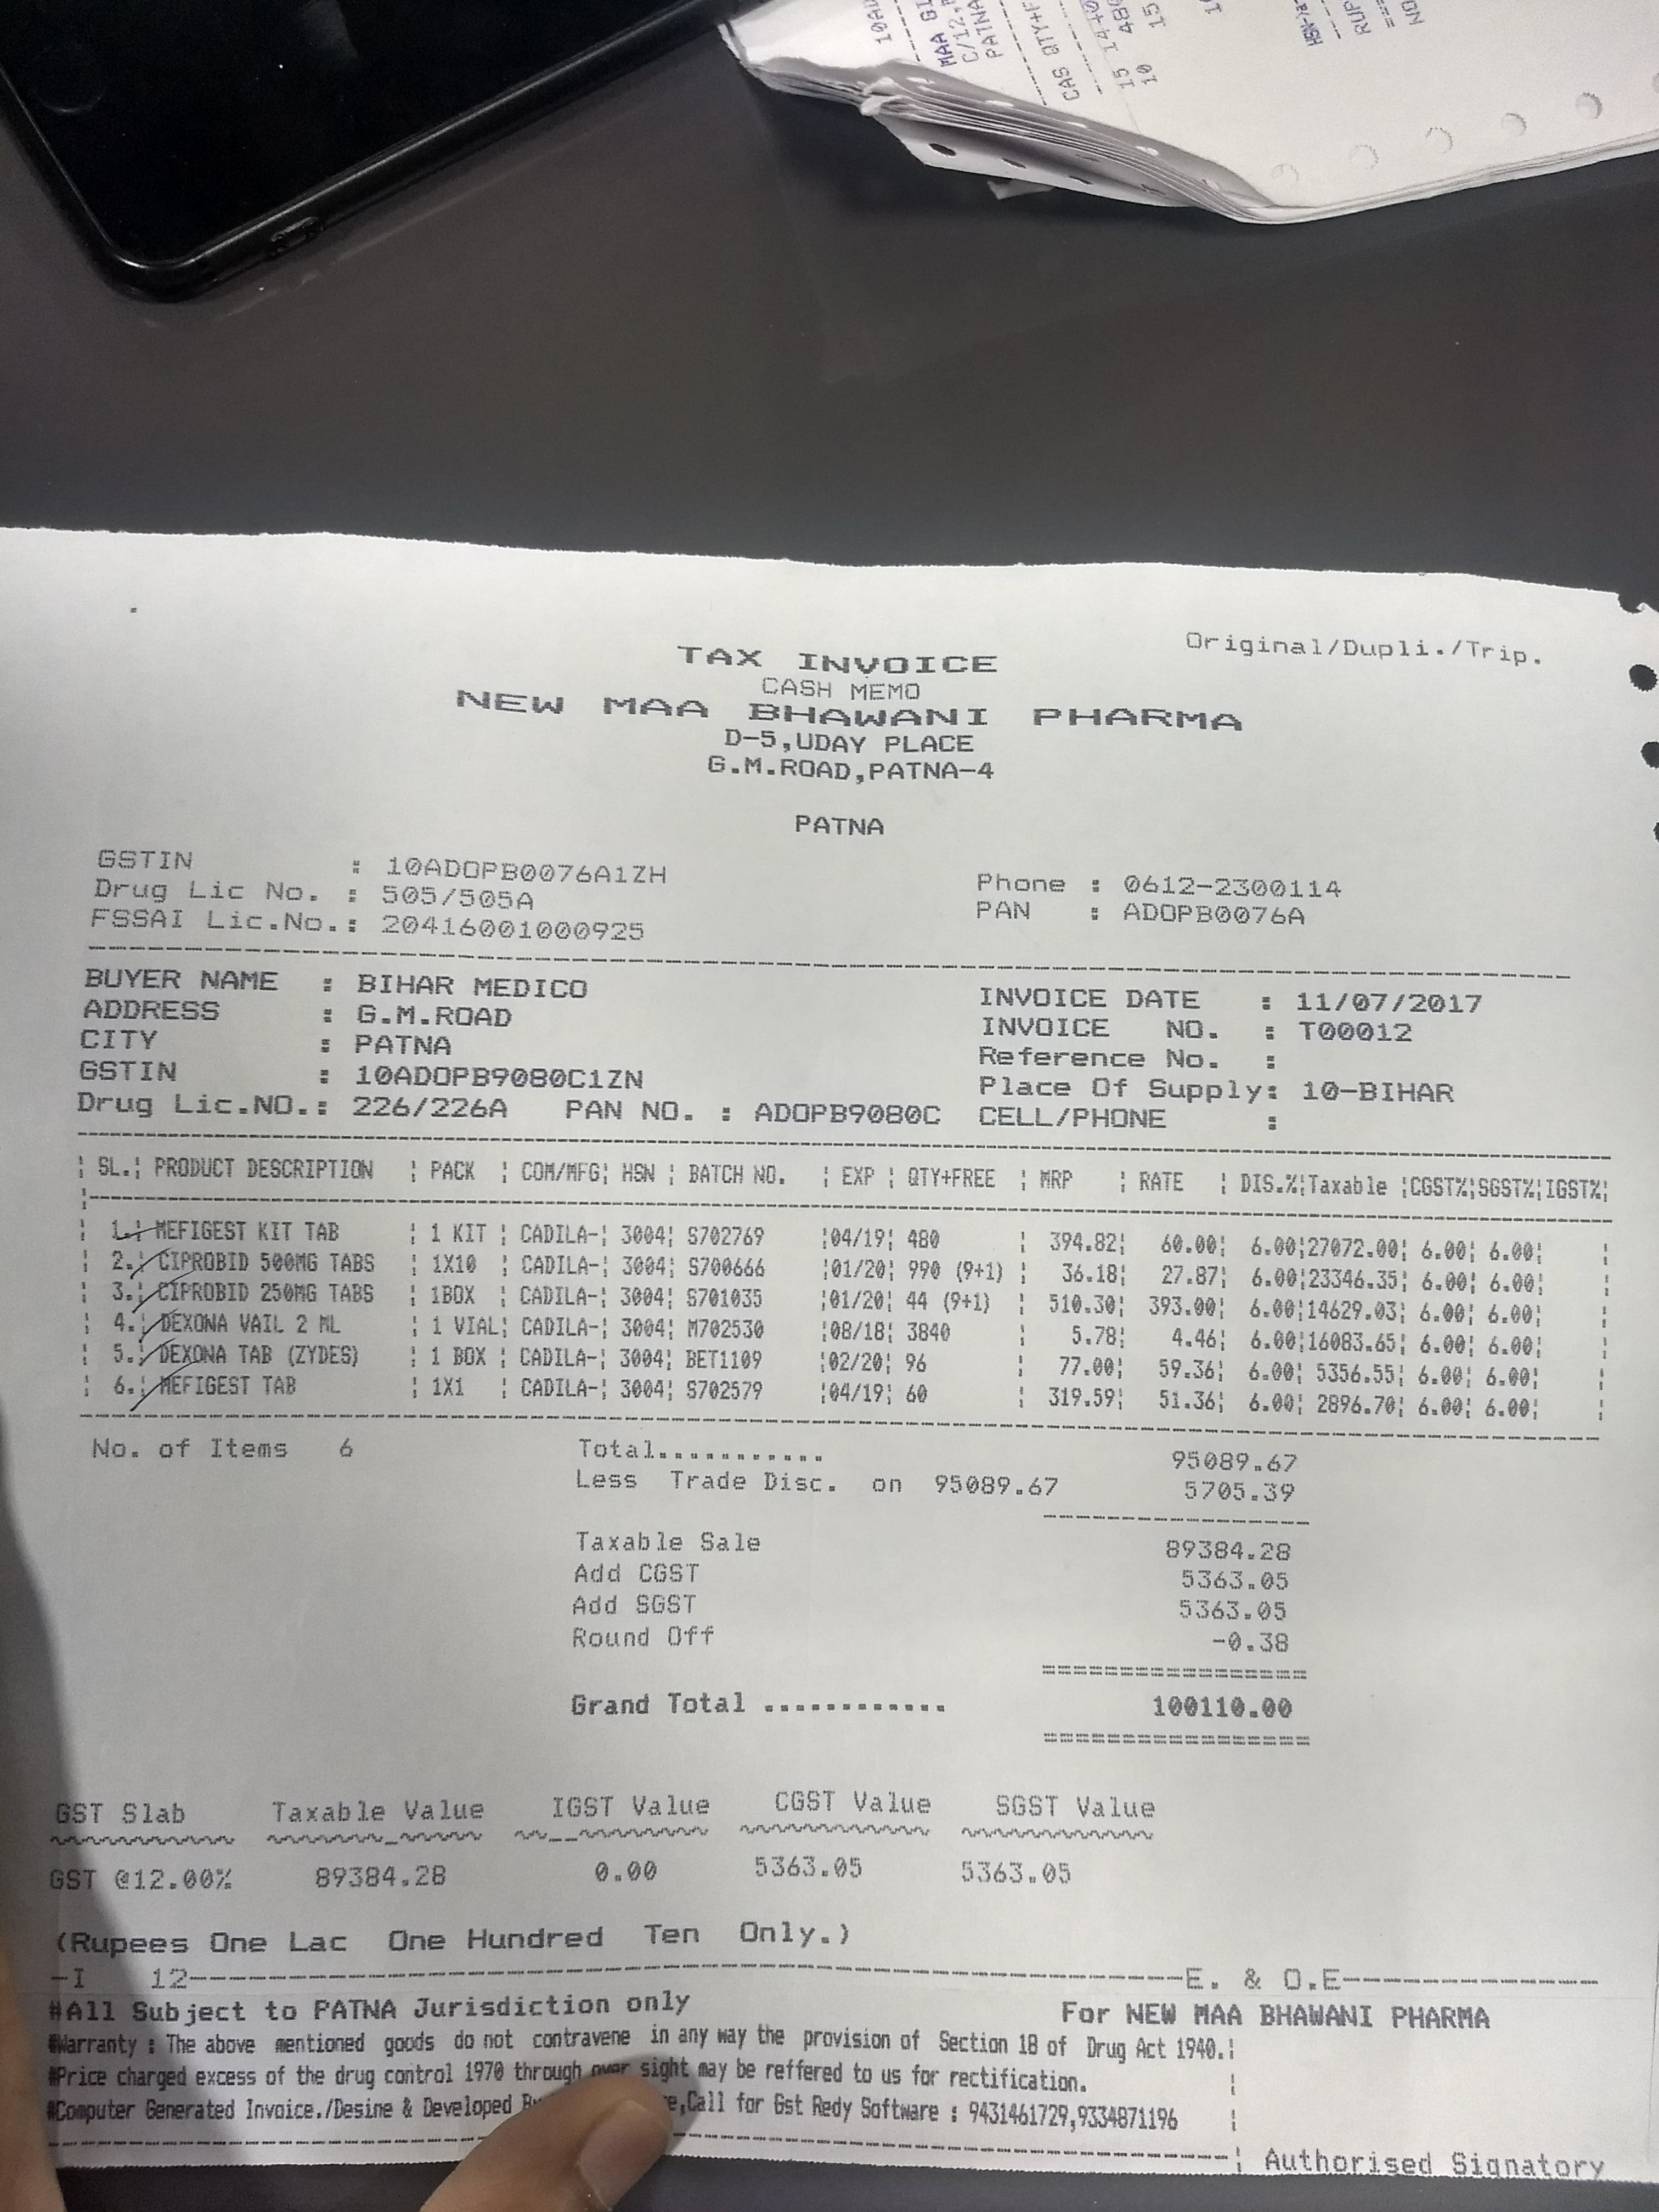 MAA
C/12,
PATNA
CAS QTY+F
15
10 15
RUP
NO
Original/Dupli./Trip.
TAX INVOICE
CASH MEMO
NEW MAA BHAWANI PHARMA
D-5,UDAY PLACE
G.M.ROAD,PATNA-4
PATNA
GSTIN : 10ADOPB0076A1ZH
Drug Lic No. : 505/505A Phone : 0612-2300114
FSSAI Lic.No.: 20416001000925 PAN : ADOPB0076A
BUYER NAME : BIHAR MEDICO INVOICE DATE : 11/07/2017
ADDRESS : G.M.ROAD INVOICE NO. : T00012
CITY : PATNA Reference No. :
GSTIN : 10ADOPB9080C1ZN Place Of Supply: 10-BIHAR
Drug Lic.NO.: 226/226A PAN NO. : ADOPB9080C CELL/PHONE :
¦ SL.¦ PRODUCT DESCRIPTION ¦ PACK ¦ COM/MFG¦ HSN ¦ BATCH NO. ¦ EXP ¦ QTY+FREE ¦ MRP ¦ RATE ¦ DIS.%¦Taxable ¦CGST%¦SGST%¦IGST%¦
¦ 1.¦ MEFIGEST KIT TAB ¦ 1 KIT ¦ CADILA-¦ 3004¦ S702769 ¦04/19¦ 480 ¦ 394.82¦ 60.00¦ 6.00¦27072.00¦ 6.00¦ 6.00¦ ¦
¦ 2.¦ CIPROBID 500MG TABS ¦ 1X10 ¦ CADILA-¦ 3004¦ S700666 ¦01/20¦ 990 (9+1) ¦ 36.18¦ 27.87¦ 6.00¦23346.35¦ 6.00¦ 6.00¦ ¦
¦ 3.¦ CIPROBID 250MG TABS ¦ 1BOX ¦ CADILA-¦ 3004¦ S701035 ¦01/20¦ 44 (9+1) ¦ 510.30¦ 393.00¦ 6.00¦14629.03¦ 6.00¦ 6.00¦ ¦
¦ 4.¦ DEXONA VAIL 2 ML ¦ 1 VIAL¦ CADILA-¦ 3004¦ M702530 ¦08/18¦ 3840 ¦ 5.78¦ 4.46¦ 6.00¦16083.65¦ 6.00¦ 6.00¦ ¦
¦ 5.¦ DEXONA TAB (ZYDES) ¦ 1 BOX ¦ CADILA-¦ 3004¦ BET1109 ¦02/20¦ 96 ¦ 77.00¦ 59.36¦ 6.00¦ 5356.55¦ 6.00¦ 6.00¦ ¦
¦ 6.¦ MEFIGEST TAB ¦ 1X1 ¦ CADILA-¦ 3004¦ S702579 ¦04/19¦ 60 ¦ 319.59¦ 51.36¦ 6.00¦ 2896.70¦ 6.00¦ 6.00¦ ¦
No. of Items 6 Total............ 95089.67
Less Trade Disc. on 95089.67 5705.39
Taxable Sale 89384.28
Add CGST 5363.05
Add SGST 5363.05
Round Off -0.38
Grand Total ............ 100110.00
GST Slab Taxable Value IGST Value CGST Value SGST Value
GST @12.00% 89384.28 0.00 5363.05 5363.05
(Rupees One Lac One Hundred Ten Only.)
-I 12 E. & O.E
#All Subject to PATNA Jurisdiction only For NEW MAA BHAWANI PHARMA
#Warranty : The above mentioned goods do not contravene in any way the provision of Section 18 of Drug Act 1940.¦
#Price charged excess of the drug control 1970 through over sight may be reffered to us for rectification. ¦
#Computer Generated Invoice./Desine & Developed ,Call for Gst Redy Software : 9431461729,9334871196 ¦
¦ Authorised Signatory